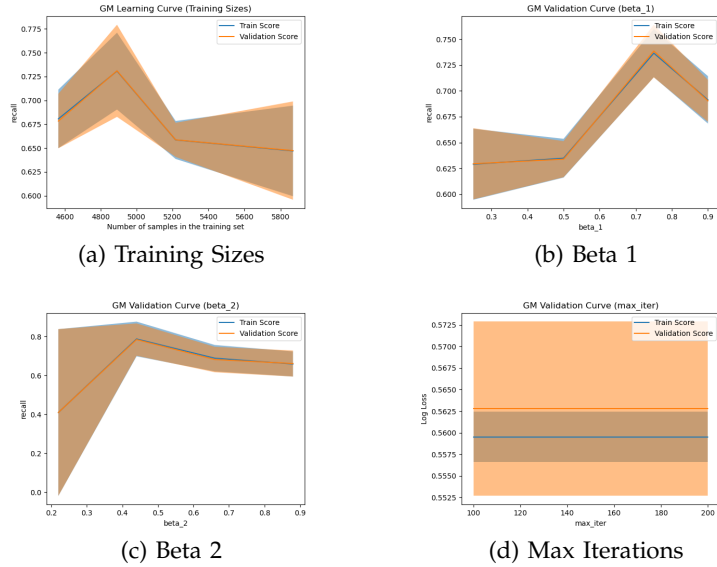 GM Learning Curve (Training Sizes)
Train Score
Validation Score
0.775
0.750
0.725
0.700
0.675
0.650
0.625
0.600
recall
4600 4800 5000 5200 5400 5600 5800
Number of samples in the training set
(a) Training Sizes
GM Validation Curve (beta_1)
Train Score
Validation Score
0.750
0.725
0.700
0.675
0.650
0.625
0.600
recall
0.3 0.4 0.5 0.6 0.7 0.8 0.9
beta_1
(b) Beta 1
GM Validation Curve (beta_2)
Train Score
Validation Score
0.8
0.6
0.4
0.2
0.0
recall
0.2 0.3 0.4 0.5 0.6 0.7 0.8 0.9
beta_2
(c) Beta 2
GM Validation Curve (max_iter)
Train Score
Validation Score
0.5725
0.5700
0.5675
0.5650
0.5625
0.5600
0.5575
0.5550
0.5525
Log Loss
100 120 140 160 180 200
max_iter
(d) Max Iterations